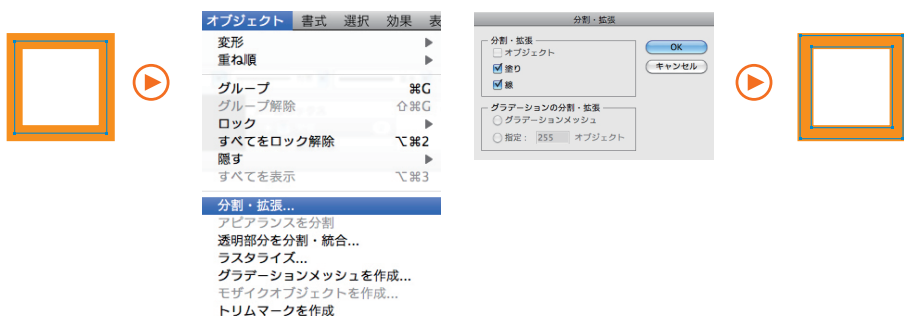 オブジェクト 書式 選択 効果 表
変形
重ね順
グループ ⌘G
グループ解除 ⇧⌘G
ロック
すべてをロック解除 ⌥⌘2
隠す
すべてを表示 ⌥⌘3
分割・拡張...
アピアランスを分割
透明部分を分割・統合...
ラスタライズ...
グラデーションメッシュを作成...
モザイクオブジェクトを作成...
トリムマークを作成
分割・拡張
分割・拡張
オブジェクト
塗り
線
OK
キャンセル
グラデーションの分割・拡張
グラデーションメッシュ
指定： 255 オブジェクト